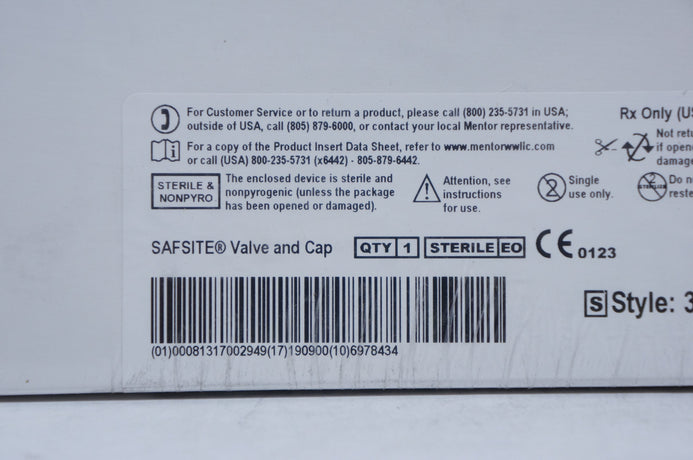 For Customer Service or to return a product, please call (800) 235-5731 in USA;
outside of USA, call (805) 879-6000, or contact your local Mentor representative.
Rx Only (US
For a copy of the Product Insert Data Sheet, refer to www.mentorwwllc.com
or call (USA) 800-235-5731 (x6442) - 805-879-6442.
Not retu
if opene
damage
STERILE &
NONPYRO
The enclosed device is sterile and
nonpyrogenic (unless the package
has been opened or damaged).
Attention, see
instructions
for use.
2
Single
use only.
2
STERILIZE
Do n
reste
SAFSITE® Valve and Cap
QTY 1
STERILE EO
CE 0123
S Style: 3
(01)00081317002949(17)190900(10)6978434